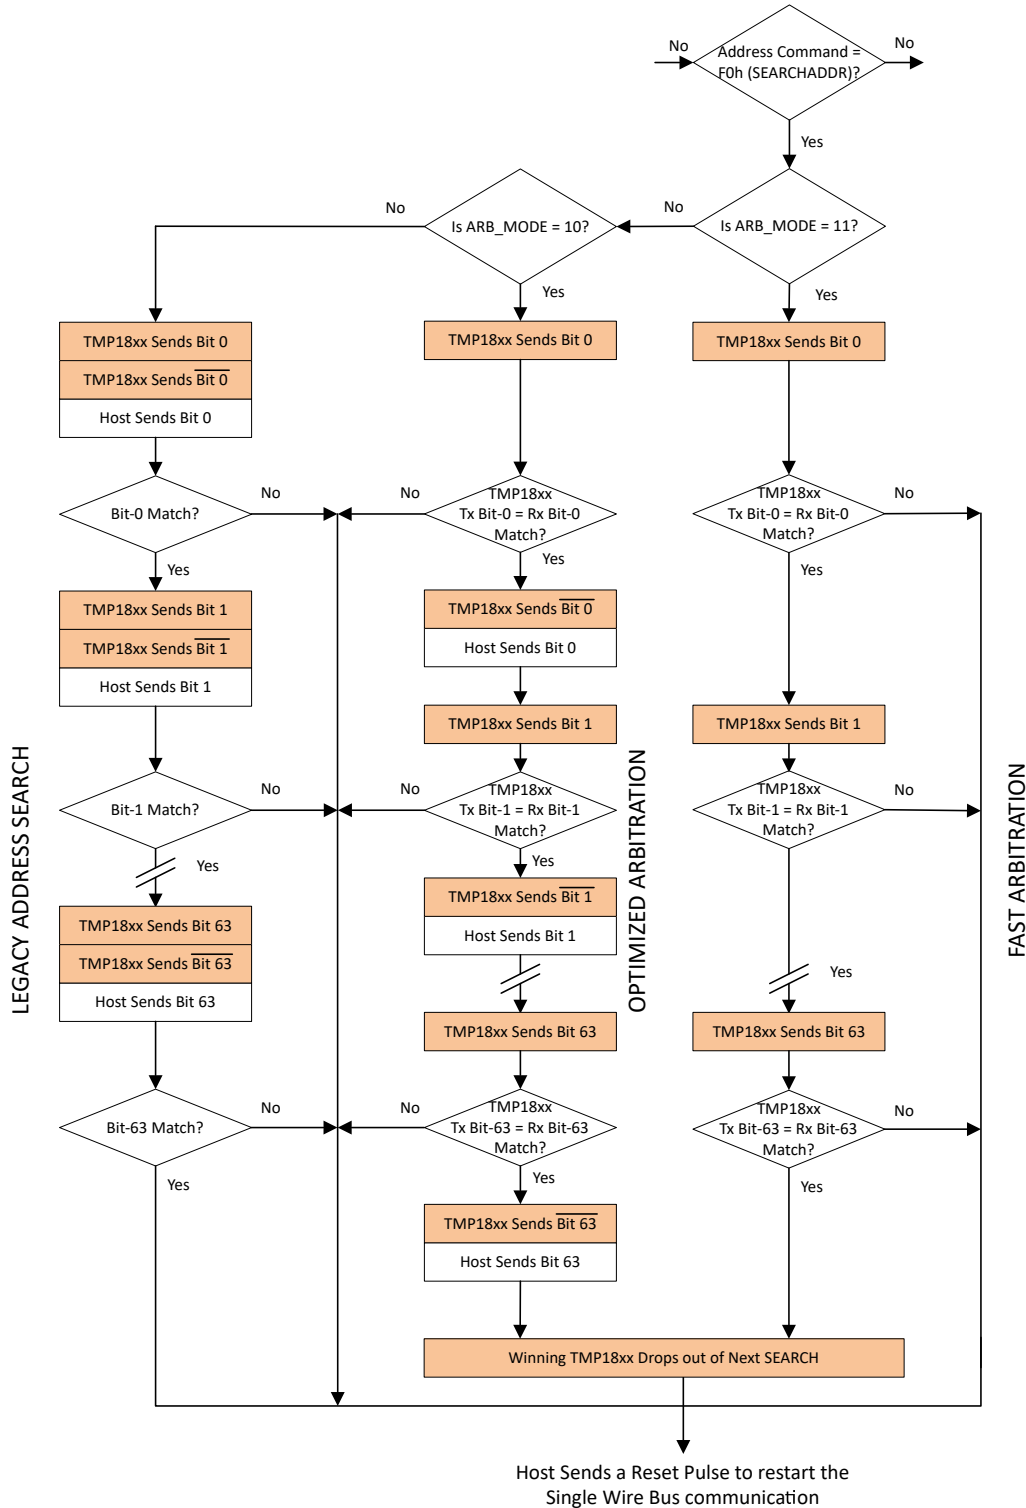 No
Address Command =
F0h (SEARCHADDR)?
No
Yes
No
Is ARB_MODE = 10?
No
Is ARB_MODE = 11?
Yes
Yes
TMP18xx Sends Bit 0
TMP18xx Sends B̅i̅t̅ ̅0̅
Host Sends Bit 0
TMP18xx Sends Bit 0
TMP18xx Sends Bit 0
Bit-0 Match?
No
No
TMP18xx
Tx Bit-0 = Rx Bit-0
Match?
TMP18xx
Tx Bit-0 = Rx Bit-0
Match?
No
Yes
Yes
Yes
TMP18xx Sends Bit 1
TMP18xx Sends B̅i̅t̅ ̅1̅
Host Sends Bit 1
TMP18xx Sends B̅i̅t̅ ̅0̅
Host Sends Bit 0
TMP18xx Sends Bit 1
TMP18xx Sends Bit 1
LEGACY ADDRESS SEARCH
Bit-1 Match?
No
No
TMP18xx
Tx Bit-1 = Rx Bit-1
Match?
OPTIMIZED ARBITRATION
TMP18xx
Tx Bit-1 = Rx Bit-1
Match?
No
FAST ARBITRATION
Yes
Yes
TMP18xx Sends B̅i̅t̅ ̅1̅
Host Sends Bit 1
Yes
TMP18xx Sends Bit 63
TMP18xx Sends B̅i̅t̅ ̅6̅3̅
Host Sends Bit 63
TMP18xx Sends Bit 63
TMP18xx Sends Bit 63
Bit-63 Match?
No
No
TMP18xx
Tx Bit-63 = Rx Bit-63
Match?
TMP18xx
Tx Bit-63 = Rx Bit-63
Match?
No
Yes
Yes
Yes
TMP18xx Sends B̅i̅t̅ ̅6̅3̅
Host Sends Bit 63
Winning TMP18xx Drops out of Next SEARCH
Host Sends a Reset Pulse to restart the
Single Wire Bus communication